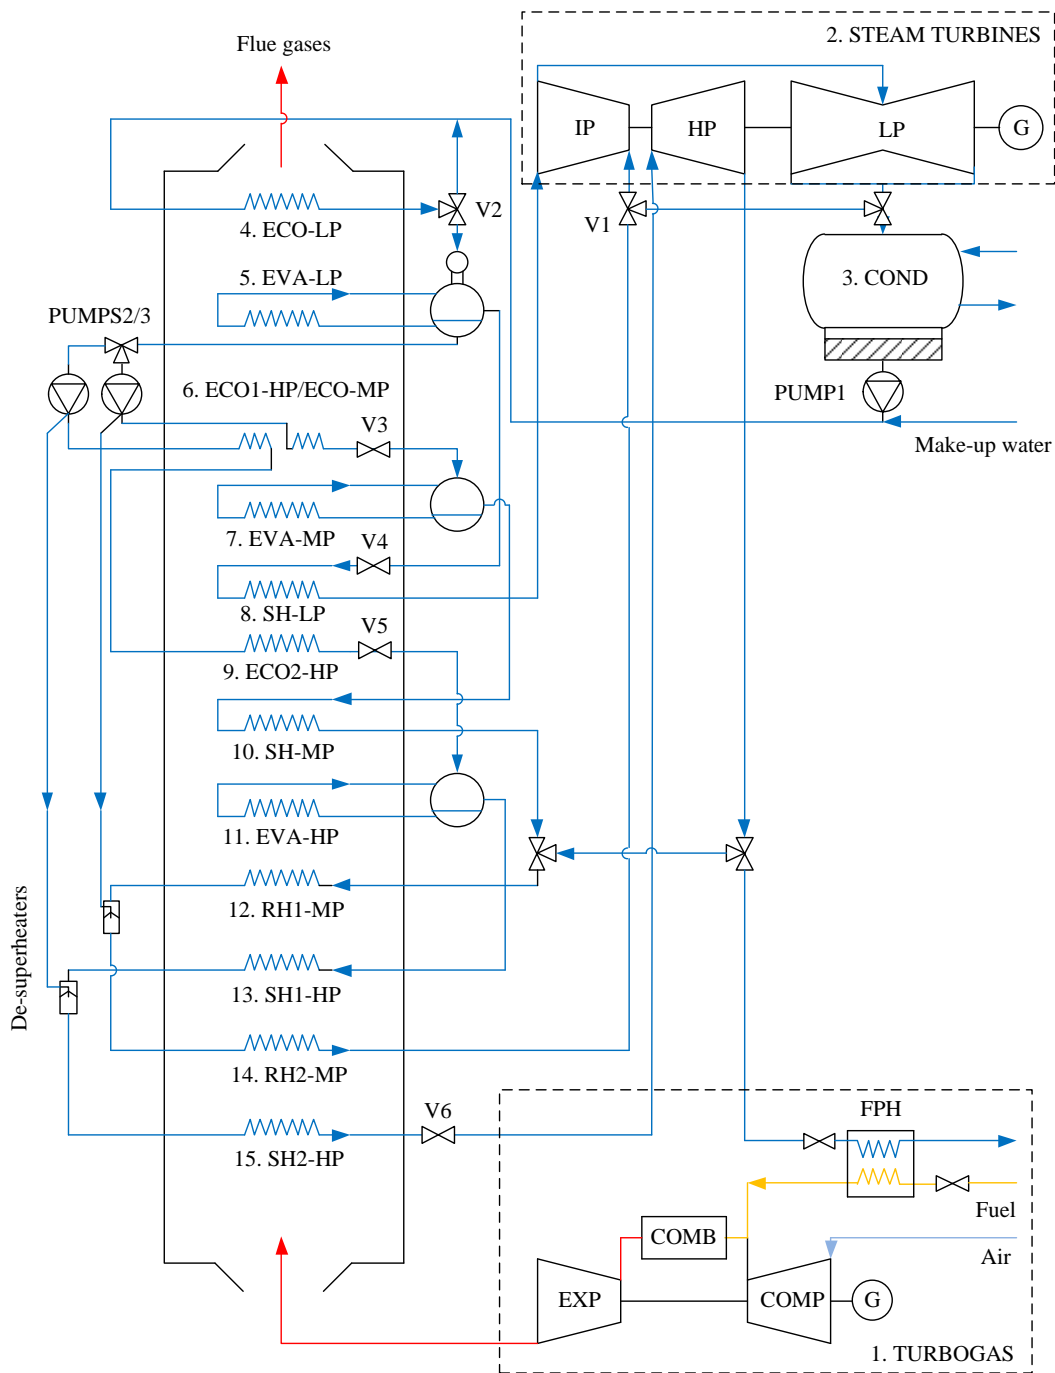 Flue gases
2. STEAM TURBINES
IP
HP
LP
G
V2
V1
4. ECO-LP
5. EVA-LP
3. COND
PUMPS2/3
6. ECO1-HP/ECO-MP
PUMP1
V3
Make-up water
7. EVA-MP
V4
8. SH-LP
V5
9. ECO2-HP
10. SH-MP
11. EVA-HP
12. RH1-MP
De-superheaters
13. SH1-HP
14. RH2-MP
V6
FPH
15. SH2-HP
Fuel
COMB
Air
EXP
COMP
G
1. TURBOGAS